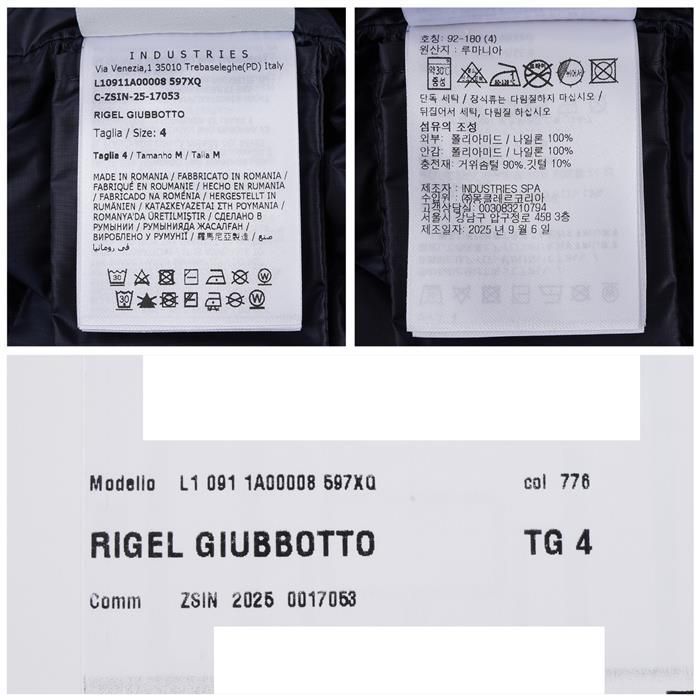 INDUSTRIES
Via Venezia,1 35010 Trebaseleghe(PD) Italy
L10911A00008 597XQ
C-ZSIN-25-17053
RIGEL GIUBBOTTO
Taglia / Size: 4
Taglia 4 / Tamanho M / Talla M
MADE IN ROMANIA / FABBRICATO IN ROMANIA /
FABRIQUÉ EN ROUMANIE / HECHO EN RUMANIA
/ FABRICADO NA ROMÉNIA / HERGESTELLT IN
RUMÄNIEN / ΚΑΤΑΣΚΕΥΑΖΕΤΑΙ ΣΤΗ ΡΟΥΜΑΝΙΑ /
ROMANYA'DA ÜRETILMIŞTIR / СДЕЛАНО В
РУМЫНИИ / РУМЫНИЯДА ЖАСАЛҒАН /
ВИРОБЛЕНО У РУМУНІЇ / 羅馬尼亞製造 / صنع
في رومانيا
30
30
호칭: 92-180 (4)
원산지: 루마니아
약30℃
중성
단독 세탁 / 장식류는 다림질하지 마십시오 /
뒤집어서 세탁, 다림질 하십시오
섬유의 조성
외부: 폴리아미드 / 나일론 100%
안감: 폴리아미드 / 나일론 100%
충전재: 거위솜털 90%,깃털 10%
제조자: INDUSTRIES SPA
수입원: ㈜몽클레르코리아
고객상담실: 003083210794
서울시 강남구 압구정로 458 3층
제조일자: 2025 년 9 월 6 일
Modello L1 091 1A00008 597XQ col 776
RIGEL GIUBBOTTO TG 4
Comm ZSIN 2025 0017053